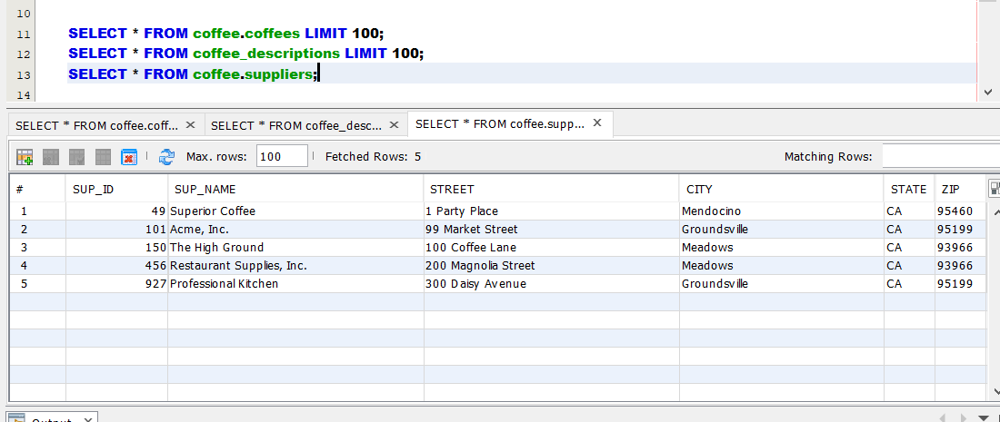 10
11 SELECT * FROM coffee.coffees LIMIT 100;
12 SELECT * FROM coffee_descriptions LIMIT 100;
13 SELECT * FROM coffee.suppliers;
14
SELECT * FROM coffee.coff... SELECT * FROM coffee_desc... SELECT * FROM coffee.supp...
Max. rows: 100 Fetched Rows: 5 Matching Rows:
# SUP_ID SUP_NAME STREET CITY STATE ZIP
1 49 Superior Coffee 1 Party Place Mendocino CA 95460
2 101 Acme, Inc. 99 Market Street Groundsville CA 95199
3 150 The High Ground 100 Coffee Lane Meadows CA 93966
4 456 Restaurant Supplies, Inc. 200 Magnolia Street Meadows CA 93966
5 927 Professional Kitchen 300 Daisy Avenue Groundsville CA 95199
Output